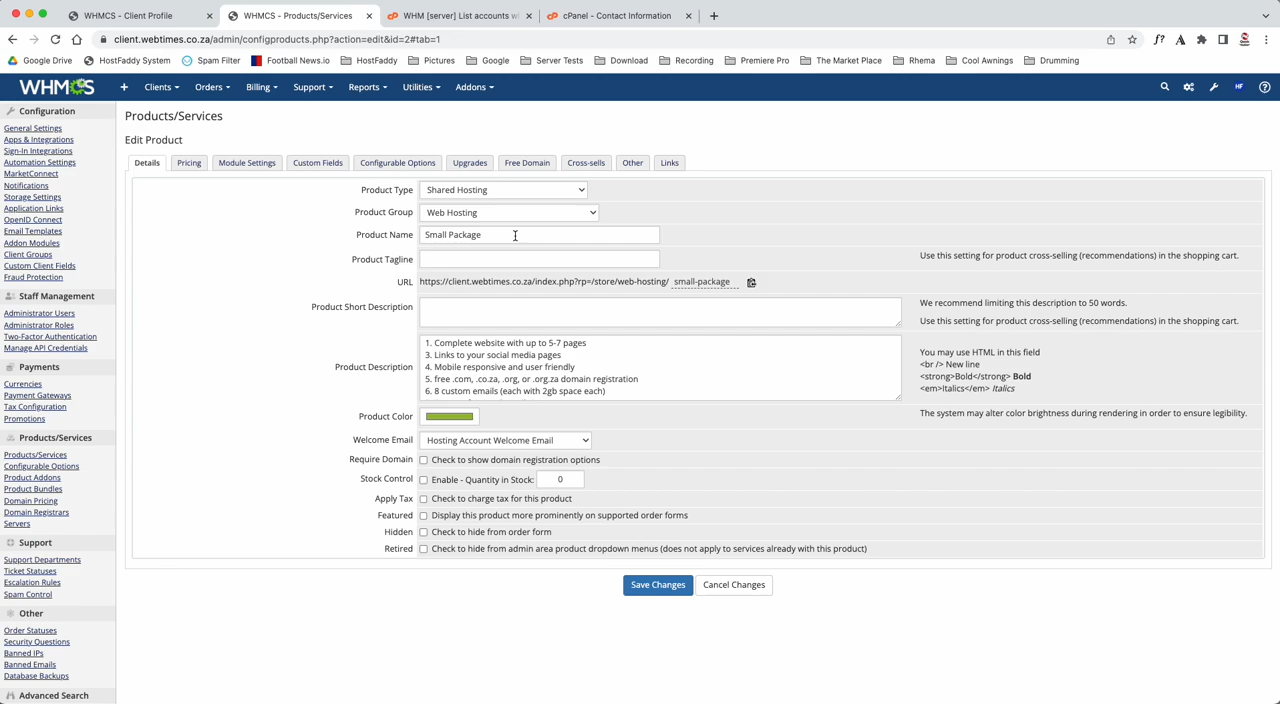 WHMCS - Client Profile
WHMCS - Products/Services
WHM [server] List accounts w
cPanel - Contact Information
client.webtimes.co.za/admin/configproducts.php?action=edit&id=2#tab=1
Google Drive HostFaddy System Spam Filter Football News.io HostFaddy Pictures Google Server Tests Download Recording Premiere Pro The Market Place Rhema Cool Awnings Drumming
WHMCS Clients Orders Billing Support Reports Utilities Addons HF
Configuration
General Settings
Apps & Integrations
Sign-In Integrations
Automation Settings
MarketConnect
Notifications
Storage Settings
Application Links
OpenID Connect
Email Templates
Addon Modules
Client Groups
Custom Client Fields
Fraud Protection
Staff Management
Administrator Users
Administrator Roles
Two-Factor Authentication
Manage API Credentials
Payments
Currencies
Payment Gateways
Tax Configuration
Promotions
Products/Services
Products/Services
Configurable Options
Product Addons
Product Bundles
Domain Pricing
Domain Registrars
Servers
Support
Support Departments
Ticket Statuses
Escalation Rules
Spam Control
Other
Order Statuses
Security Questions
Banned IPs
Banned Emails
Database Backups
Advanced Search
Products/Services
Edit Product
Details Pricing Module Settings Custom Fields Configurable Options Upgrades Free Domain Cross-sells Other Links
Product Type Shared Hosting
Product Group Web Hosting
Product Name Small Package
Product Tagline Use this setting for product cross-selling (recommendations) in the shopping cart.
URL https://client.webtimes.co.za/index.php?rp=/store/web-hosting/ small-package
Product Short Description We recommend limiting this description to 50 words.
Use this setting for product cross-selling (recommendations) in the shopping cart.
Product Description
1. Complete website with up to 5-7 pages
3. Links to your social media pages
4. Mobile responsive and user friendly
5. free .com, .co.za, .org, or .org.za domain registration
6. 8 custom emails (each with 2gb space each)
You may use HTML in this field
<br /> New line
<strong>Bold</strong> Bold
<em>Italics</em> Italics
Product Color The system may alter color brightness during rendering in order to ensure legibility.
Welcome Email Hosting Account Welcome Email
Require Domain Check to show domain registration options
Stock Control Enable - Quantity in Stock: 0
Apply Tax Check to charge tax for this product
Featured Display this product more prominently on supported order forms
Hidden Check to hide from order form
Retired Check to hide from admin area product dropdown menus (does not apply to services already with this product)
Save Changes Cancel Changes